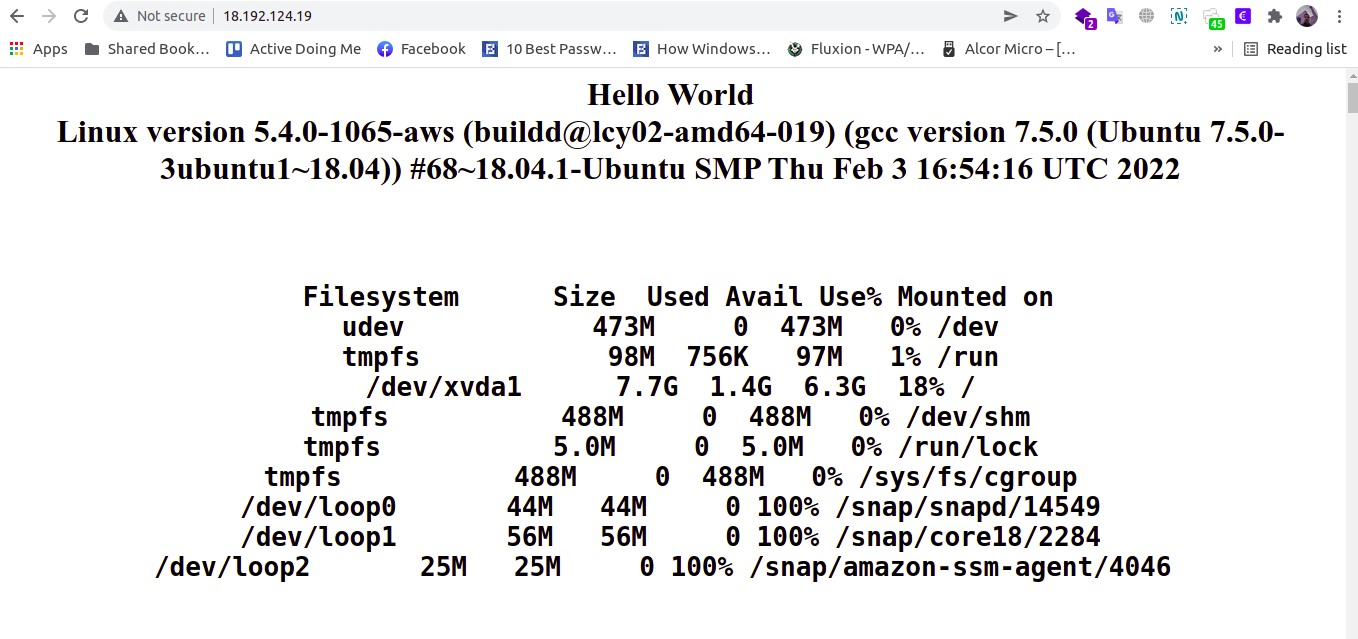 Not secure 18.192.124.19
2 45
Apps Shared Book… Active Doing Me Facebook 10 Best Passw… How Windows… Fluxion - WPA/… Alcor Micro – [… » Reading list
Hello World
Linux version 5.4.0-1065-aws (buildd@lcy02-amd64-019) (gcc version 7.5.0 (Ubuntu 7.5.0-
3ubuntu1~18.04)) #68~18.04.1-Ubuntu SMP Thu Feb 3 16:54:16 UTC 2022
Filesystem Size Used Avail Use% Mounted on
udev 473M 0 473M 0% /dev
tmpfs 98M 756K 97M 1% /run
/dev/xvda1 7.7G 1.4G 6.3G 18% /
tmpfs 488M 0 488M 0% /dev/shm
tmpfs 5.0M 0 5.0M 0% /run/lock
tmpfs 488M 0 488M 0% /sys/fs/cgroup
/dev/loop0 44M 44M 0 100% /snap/snapd/14549
/dev/loop1 56M 56M 0 100% /snap/core18/2284
/dev/loop2 25M 25M 0 100% /snap/amazon-ssm-agent/4046